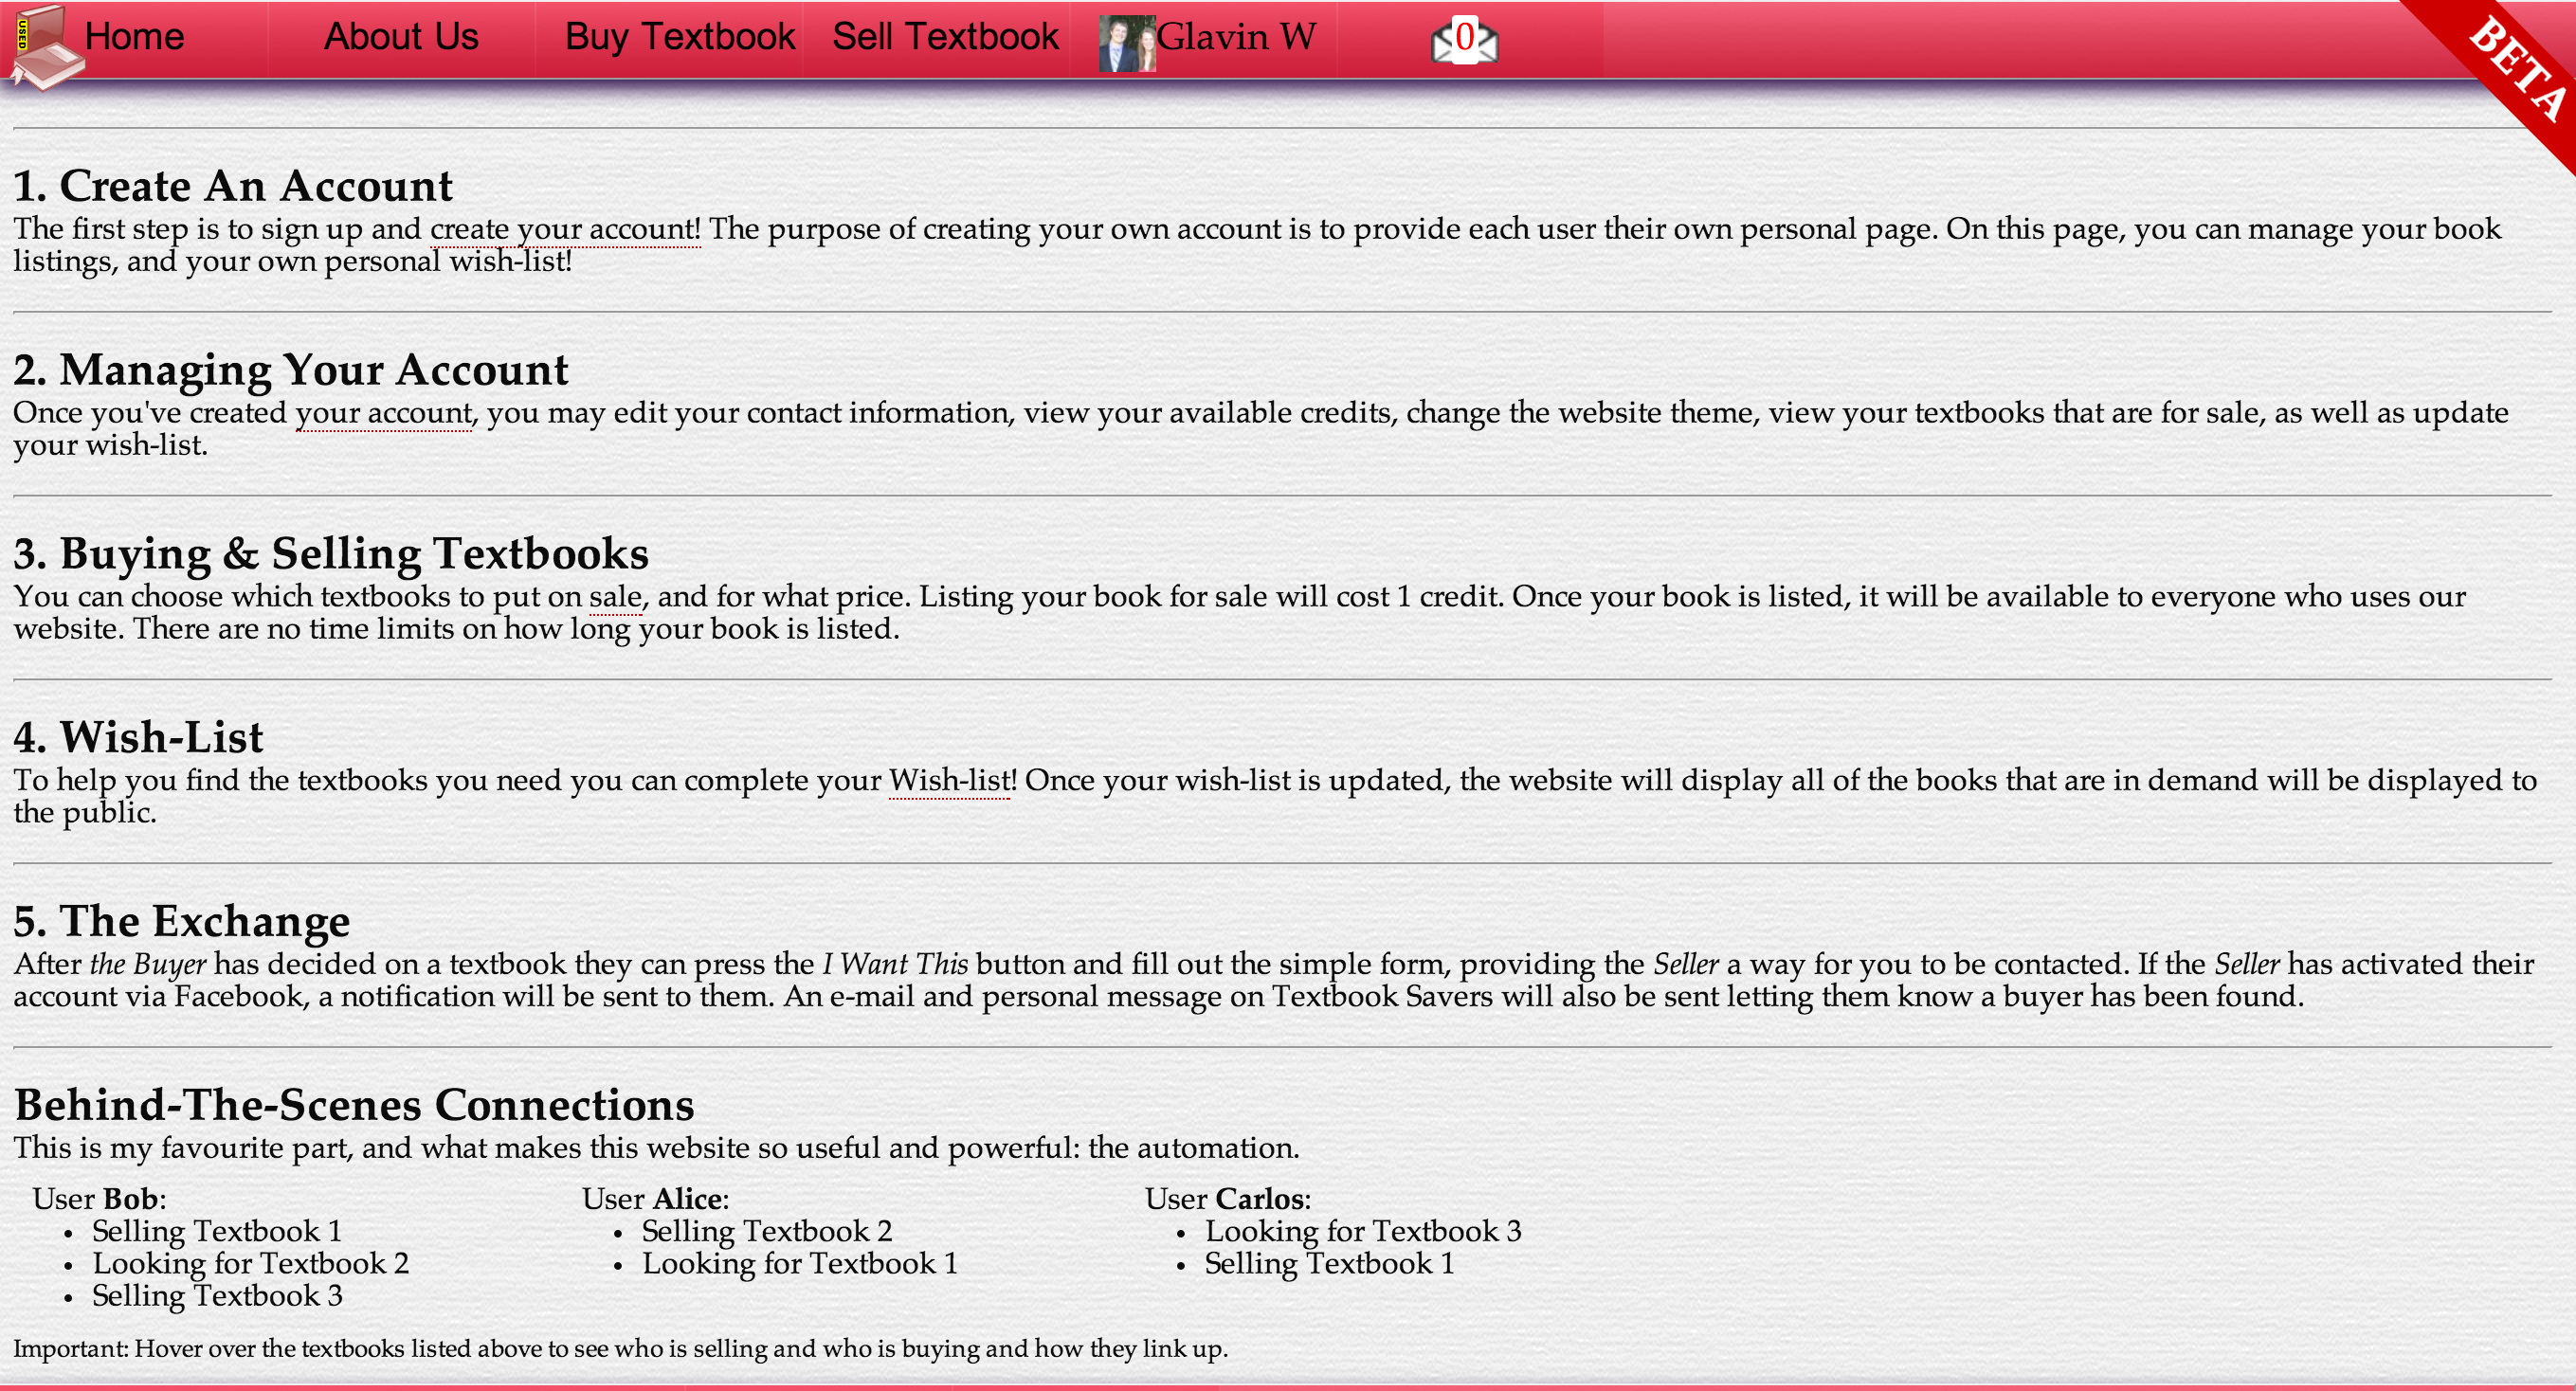 USED
Home
About Us
Buy Textbook
Sell Textbook
Glavin W
0
BETA
1. Create An Account
The first step is to sign up and create your account! The purpose of creating your own account is to provide each user their own personal page. On this page, you can manage your book
listings, and your own personal wish-list!
2. Managing Your Account
Once you've created your account, you may edit your contact information, view your available credits, change the website theme, view your textbooks that are for sale, as well as update
your wish-list.
3. Buying & Selling Textbooks
You can choose which textbooks to put on sale, and for what price. Listing your book for sale will cost 1 credit. Once your book is listed, it will be available to everyone who uses our
website. There are no time limits on how long your book is listed.
4. Wish-List
To help you find the textbooks you need you can complete your Wish-list! Once your wish-list is updated, the website will display all of the books that are in demand will be displayed to
the public.
5. The Exchange
After the Buyer has decided on a textbook they can press the I Want This button and fill out the simple form, providing the Seller a way for you to be contacted. If the Seller has activated their
account via Facebook, a notification will be sent to them. An e-mail and personal message on Textbook Savers will also be sent letting them know a buyer has been found.
Behind-The-Scenes Connections
This is my favourite part, and what makes this website so useful and powerful: the automation.
User Bob:
• Selling Textbook 1
• Looking for Textbook 2
• Selling Textbook 3
User Alice:
• Selling Textbook 2
• Looking for Textbook 1
User Carlos:
• Looking for Textbook 3
• Selling Textbook 1
Important: Hover over the textbooks listed above to see who is selling and who is buying and how they link up.